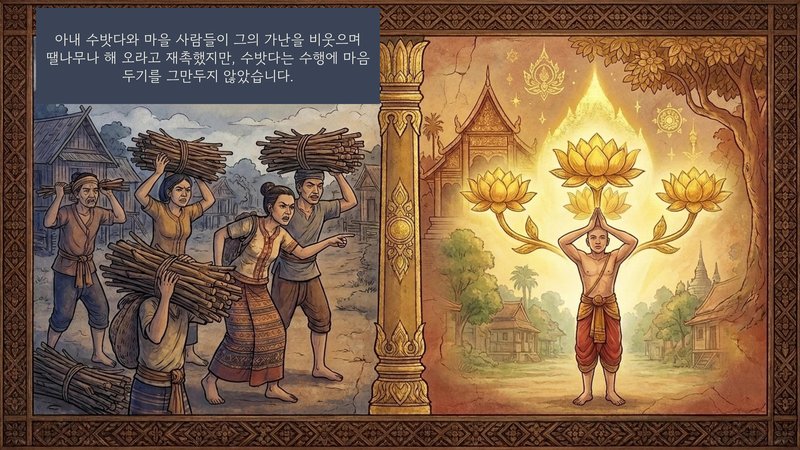 아내 수밧다와 마을 사람들이 그의 가난을 비웃으며
땔나무나 해 오라고 재촉했지만, 수밧다는 수행에 마음
두기를 그만두지 않았습니다.